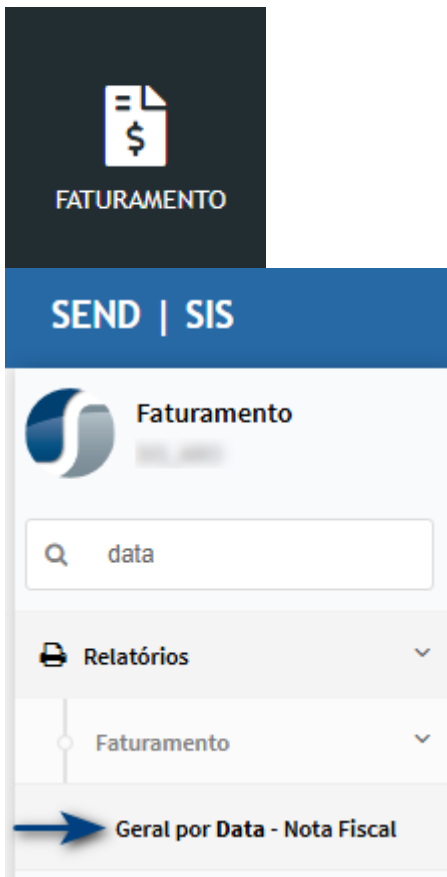 FATURAMENTO
SEND | SIS
Faturamento
data
Relatórios
Faturamento
Geral por Data - Nota Fiscal